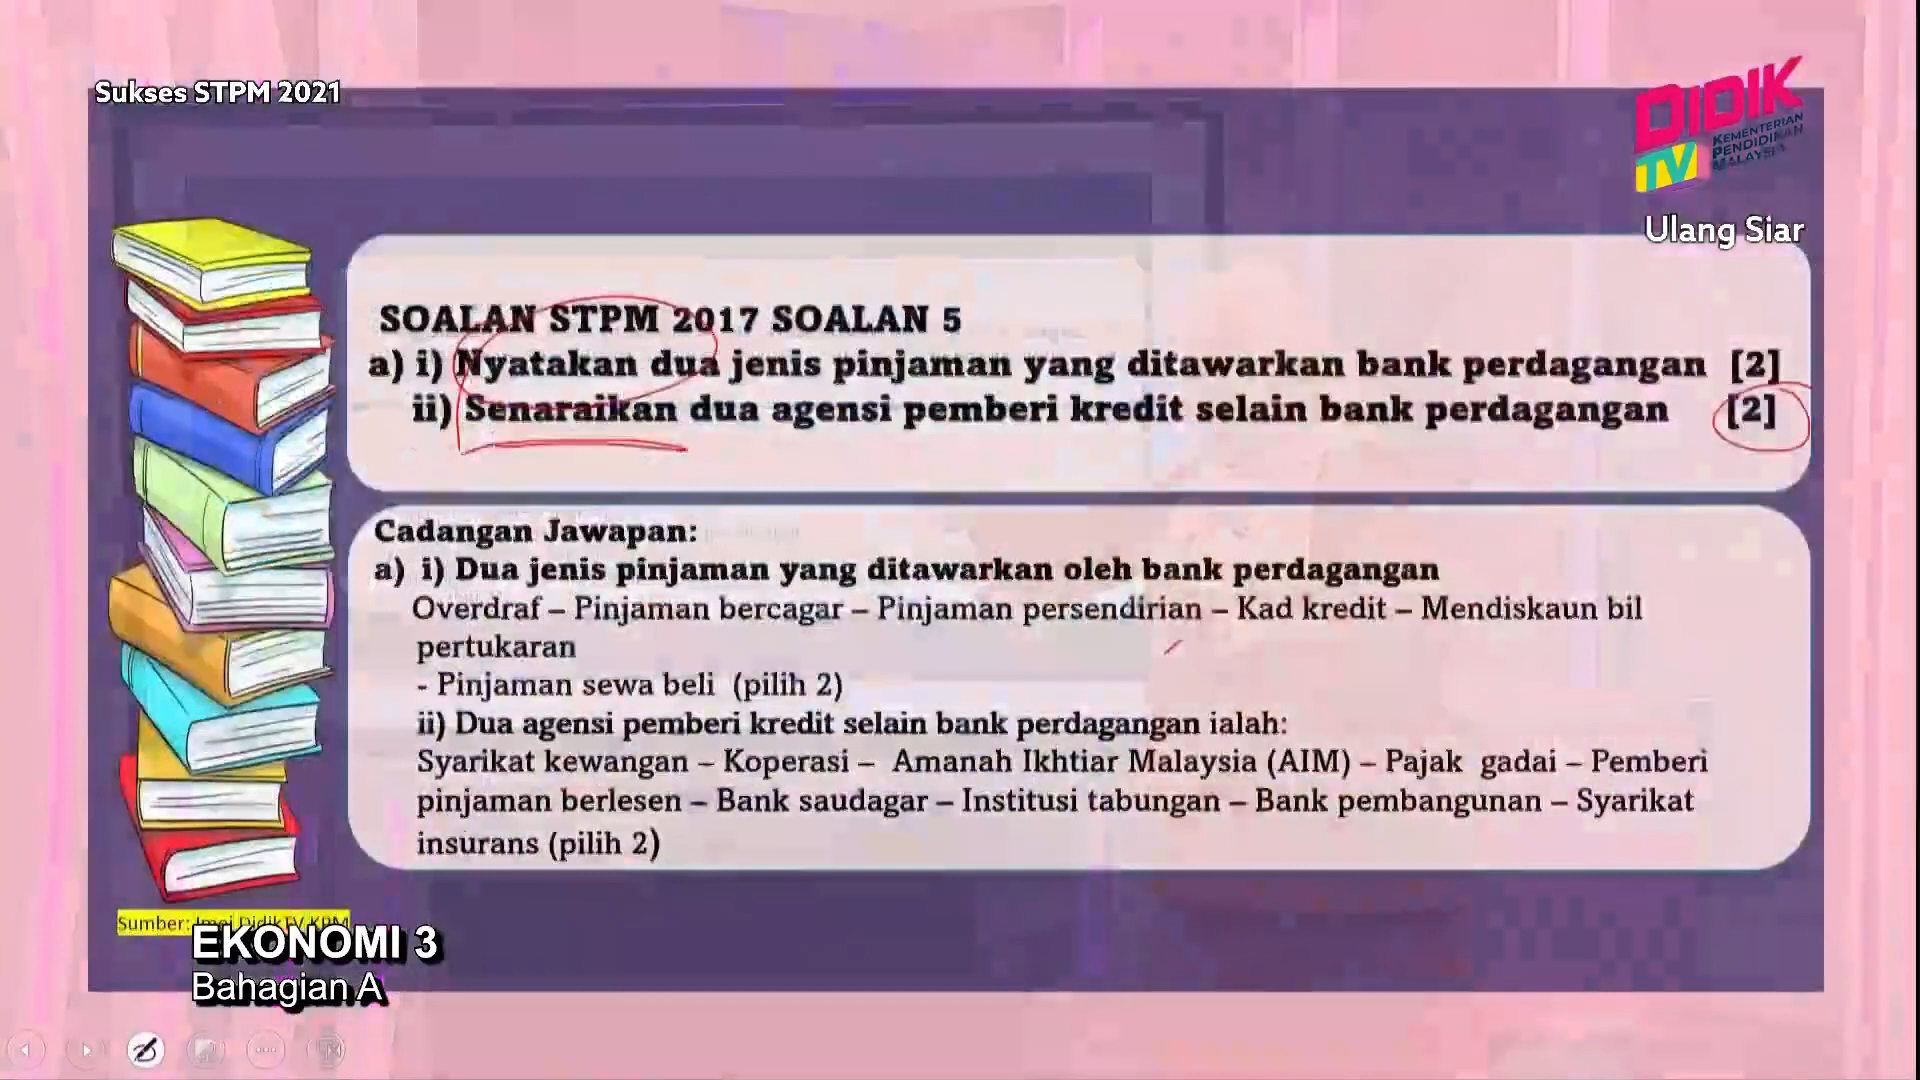 Sukses STPM 2021
DIDIK
TV
KEMENTERIAN
PENDIDIKAN
MALAYSIA
Ulang Siar
SOALAN STPM 2017 SOALAN 5
a) i) Nyatakan dua jenis pinjaman yang ditawarkan bank perdagangan [2]
ii) Senaraikan dua agensi pemberi kredit selain bank perdagangan [2]
Cadangan Jawapan:
a) i) Dua jenis pinjaman yang ditawarkan oleh bank perdagangan
Overdraf – Pinjaman bercagar – Pinjaman persendirian – Kad kredit – Mendiskaun bil
pertukaran
- Pinjaman sewa beli (pilih 2)
ii) Dua agensi pemberi kredit selain bank perdagangan ialah:
Syarikat kewangan – Koperasi – Amanah Ikhtiar Malaysia (AIM) – Pajak gadai – Pemberi
pinjaman berlesen – Bank saudagar – Institusi tabungan – Bank pembangunan – Syarikat
insurans (pilih 2)
Sumber: Imej DidikTV KPM
EKONOMI 3
Bahagian A